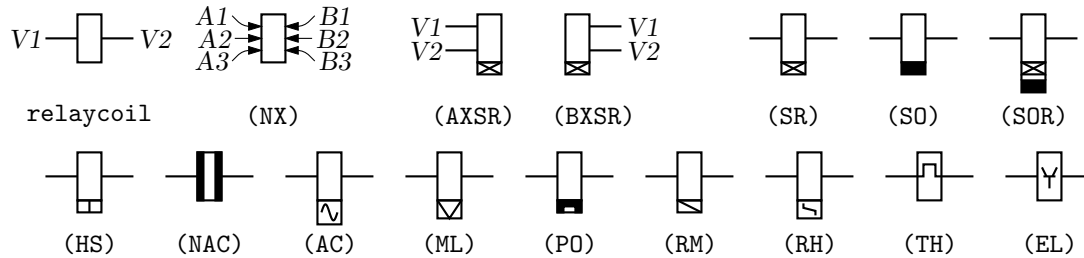 A1 B1 V1 V1
V1 V2 A2 B2 V2 V2
A3 B3
relaycoil (NX) (AXSR) (BXSR) (SR) (SO) (SOR)
(HS) (NAC) (AC) (ML) (PO) (RM) (RH) (TH) (EL)